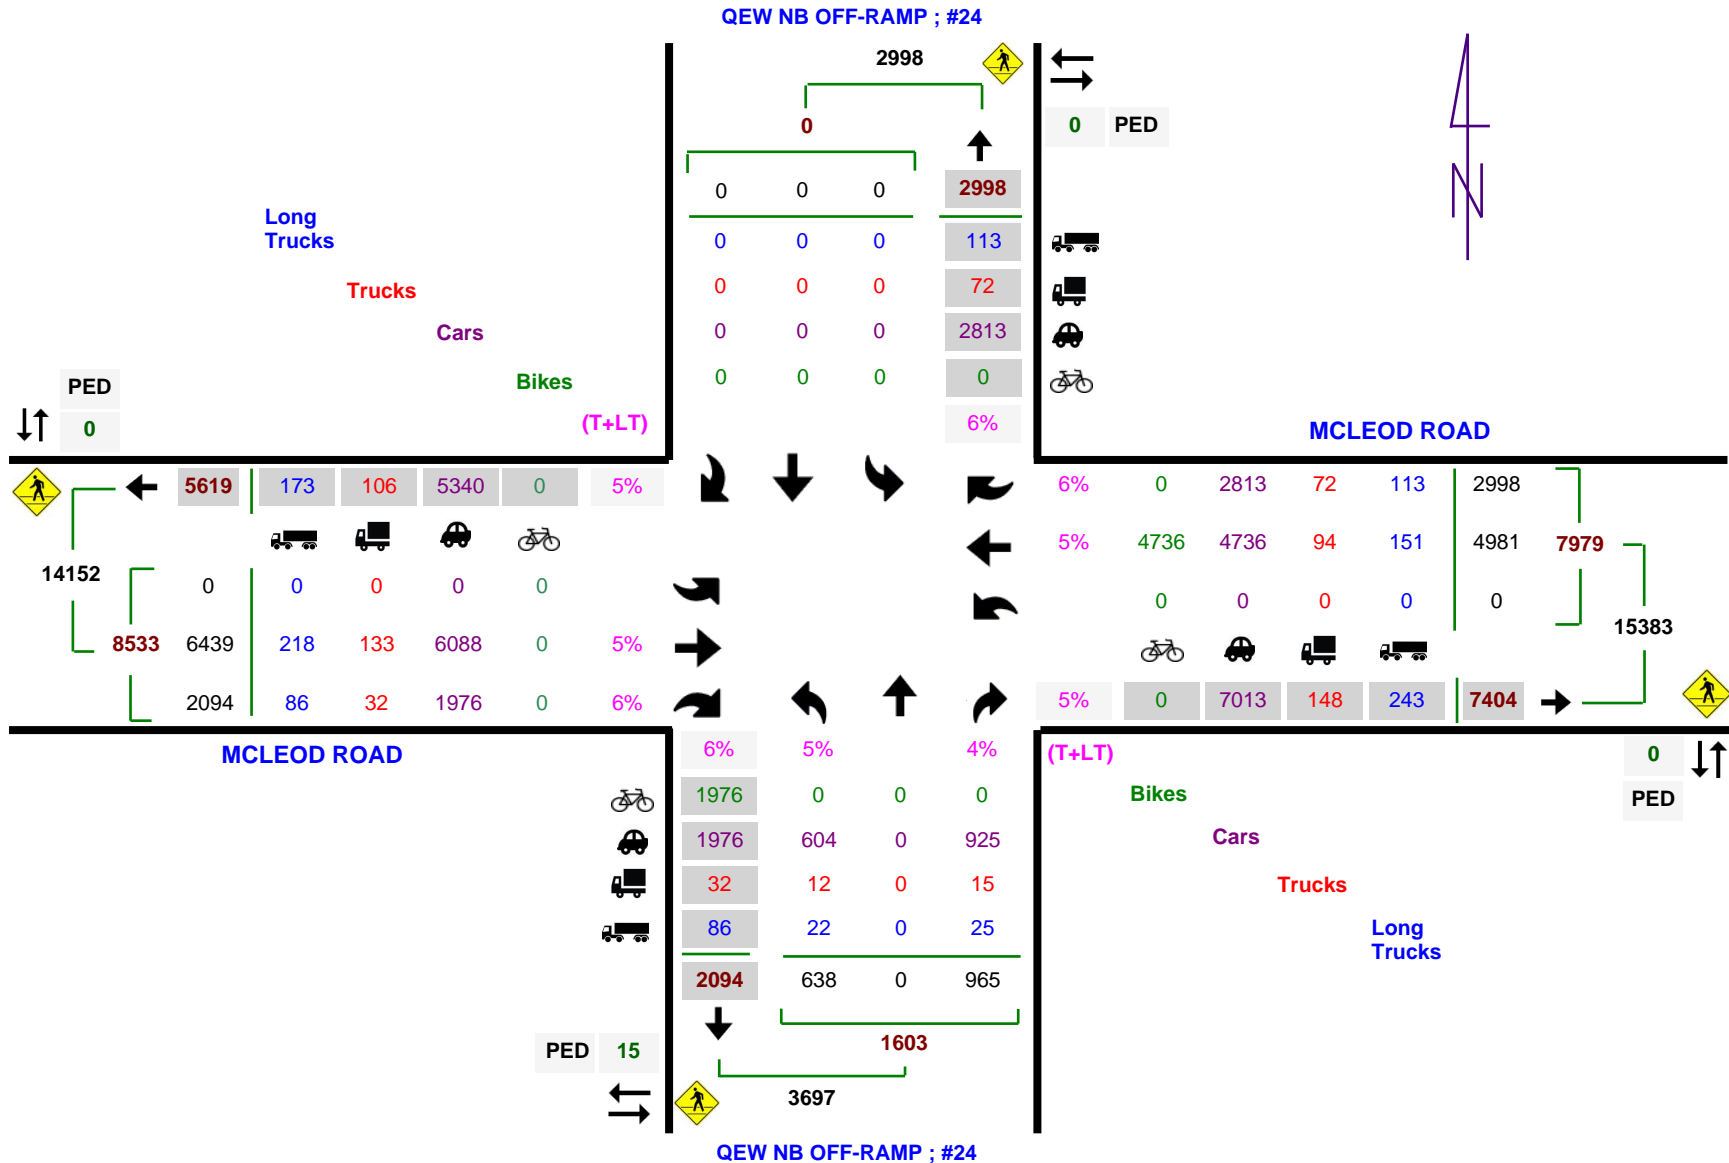 QEW NB OFF-RAMP ; #24
2998
0
0 PED
0 0 0 2998
Long
Trucks
0 0 0 113
Trucks
0 0 0 72
Cars
0 0 0 2813
PED
Bikes
0 0 0 0
0
(T+LT)
6%
MCLEOD ROAD
5619 173 106 5340 0 5%
6% 0 2813 72 113 2998
5% 4736 4736 94 151 4981 7979
14152
0 0 0 0 0
0 0 0 0 0
15383
8533 6439 218 133 6088 0 5%
2094 86 32 1976 0 6%
5% 0 7013 148 243 7404
MCLEOD ROAD
6% 5% 4%
(T+LT)
0
PED
1976 0 0 0
Bikes
1976 604 0 925
Cars
32 12 0 15
Trucks
86 22 0 25
Long
Trucks
2094 638 0 965
1603
PED 15
3697
N
QEW NB OFF-RAMP ; #24